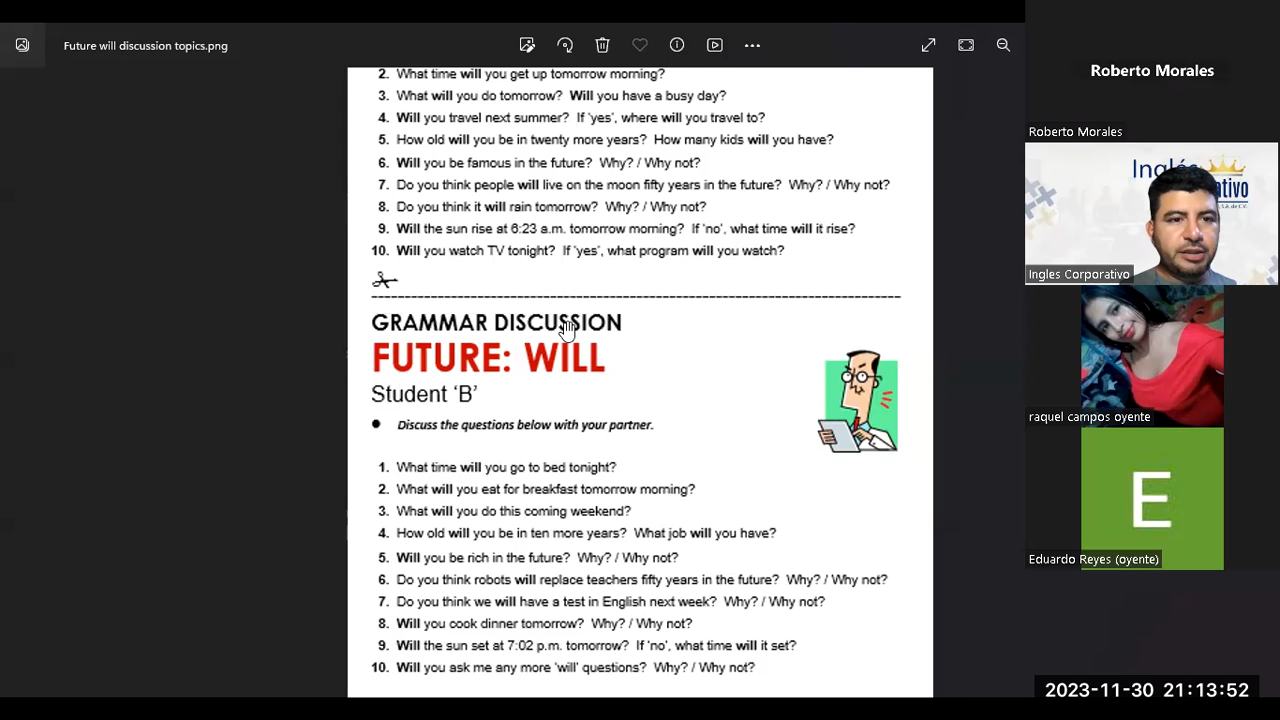 Future will discussion topics.png
2. What time will you get up tomorrow morning?
3. What will you do tomorrow? Will you have a busy day?
4. Will you travel next summer? If 'yes', where will you travel to?
5. How old will you be in twenty more years? How many kids will you have?
6. Will you be famous in the future? Why? / Why not?
7. Do you think people will live on the moon fifty years in the future? Why? / Why not?
8. Do you think it will rain tomorrow? Why? / Why not?
9. Will the sun rise at 6:23 a.m. tomorrow morning? If 'no', what time will it rise?
10. Will you watch TV tonight? If 'yes', what program will you watch?
GRAMMAR DISCUSSION
FUTURE: WILL
Student 'B'
● Discuss the questions below with your partner.
1. What time will you go to bed tonight?
2. What will you eat for breakfast tomorrow morning?
3. What will you do this coming weekend?
4. How old will you be in ten more years? What job will you have?
5. Will you be rich in the future? Why? / Why not?
6. Do you think robots will replace teachers fifty years in the future? Why? / Why not?
7. Do you think we will have a test in English next week? Why? / Why not?
8. Will you cook dinner tomorrow? Why? / Why not?
9. Will the sun set at 7:02 p.m. tomorrow? If 'no', what time will it set?
10. Will you ask me any more 'will' questions? Why? / Why not?
Roberto Morales
Roberto Morales
Inglés
Ingles Corporativo
raquel campos oyente
E
Eduardo Reyes (oyente)
2023-11-30 21:13:52